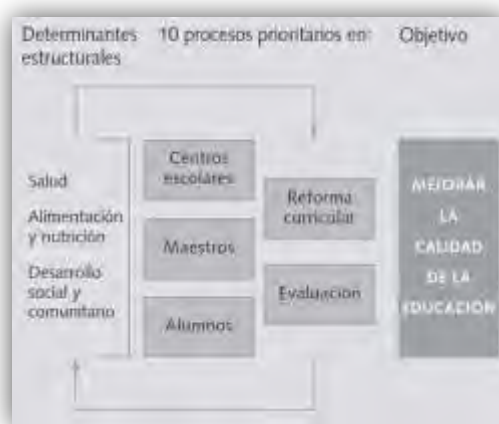 Determinantes
estructurales
10 procesos prioritarios en:
Objetivo
Salud
Alimentación
y nutrición
Desarrollo
social y
comunitario
Centros
escolares
Maestros
Alumnos
Reforma
curricular
Evaluación
MEJORAR
LA
CALIDAD
DE LA
EDUCACIÓN